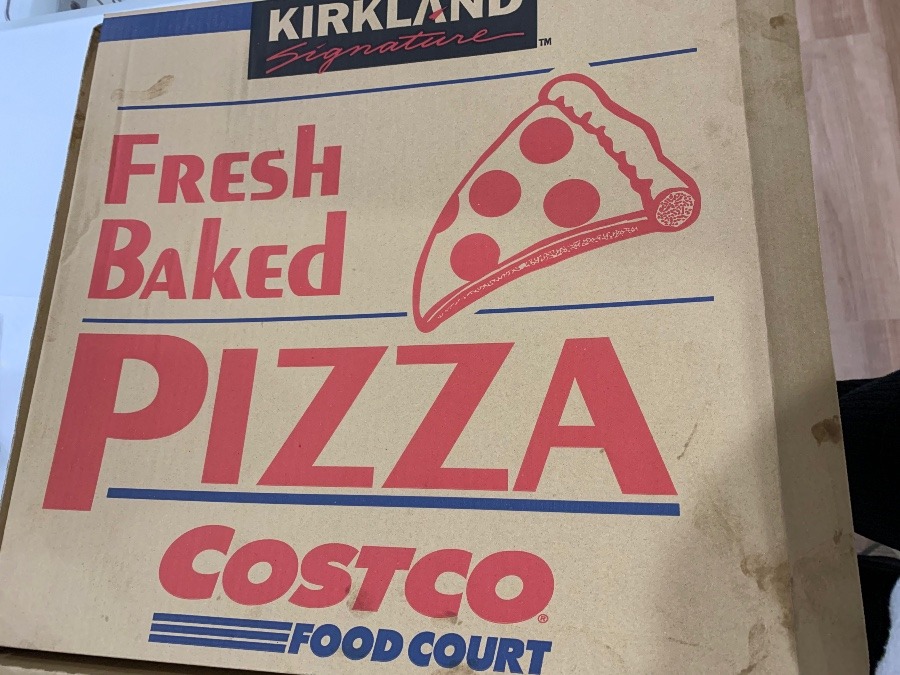 KIRKLAND
Signature™
FRESH
BAKED
PIZZA
COSTCO®
FOOD COURT